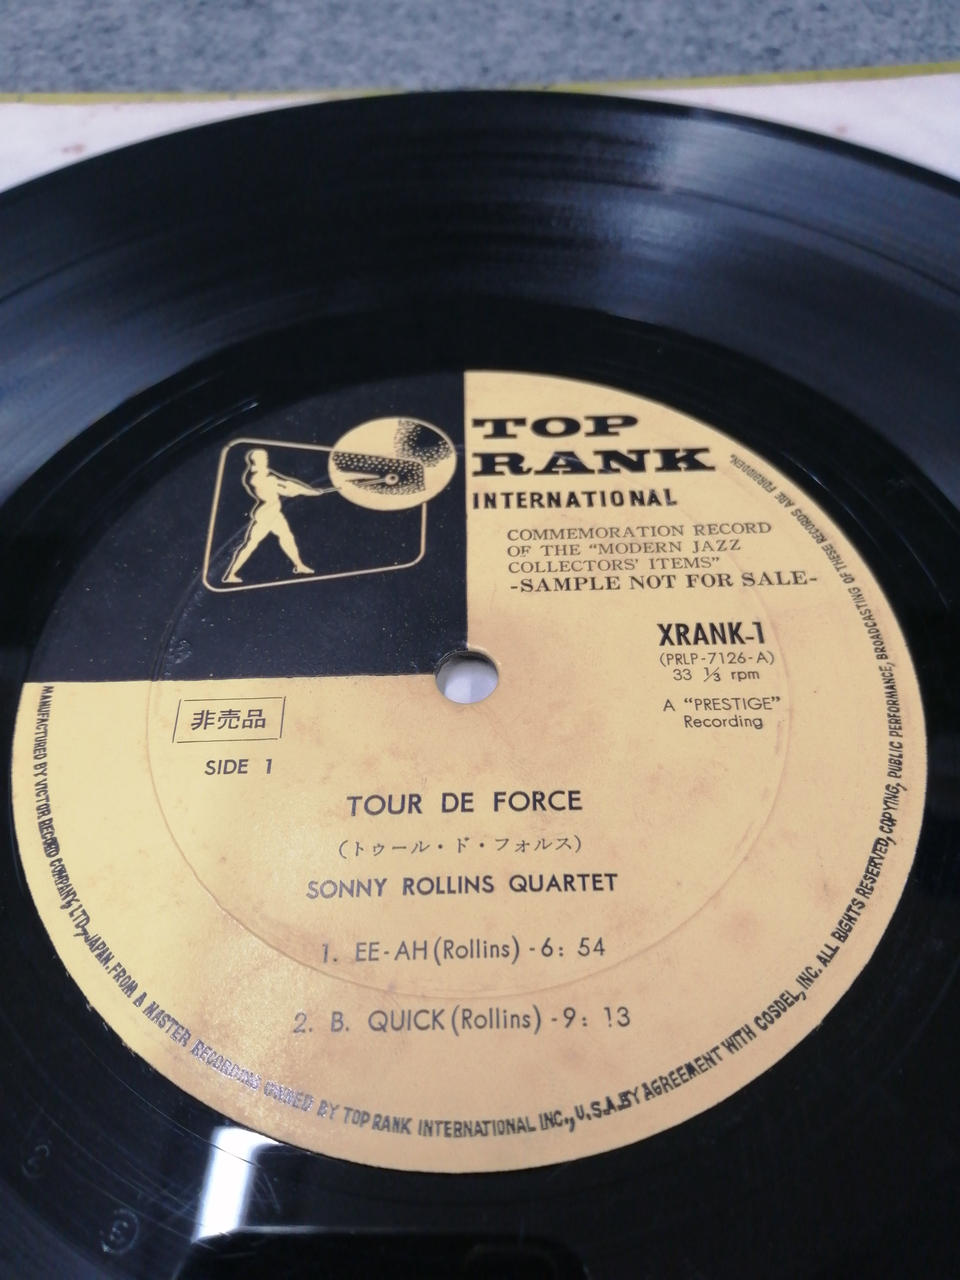 TOP
RANK
INTERNATIONAL
COMMEMORATION RECORD
OF THE "MODERN JAZZ
COLLECTORS' ITEMS"
-SAMPLE NOT FOR SALE-
XRANK-1
(PRLP-7126-A)
33 ⅓ rpm
A "PRESTIGE"
Recording
非売品
SIDE 1
TOUR DE FORCE
(トゥール・ド・フォルス)
SONNY ROLLINS QUARTET
1. EE-AH (Rollins) - 6: 54
2. B. QUICK (Rollins) - 9: 13
MANUFACTURED BY VICTOR RECORD COMPANY, LTD., JAPAN. FROM A MASTER RECORDING OWNED BY TOP RANK INTERNATIONAL INC., U.S.A. BY AGREEMENT WITH COSDEL, INC. ALL RIGHTS RESERVED, COPYING, PUBLIC PERFORMANCE, BROADCASTING OF THESE RECORDS ARE FORBIDDEN.